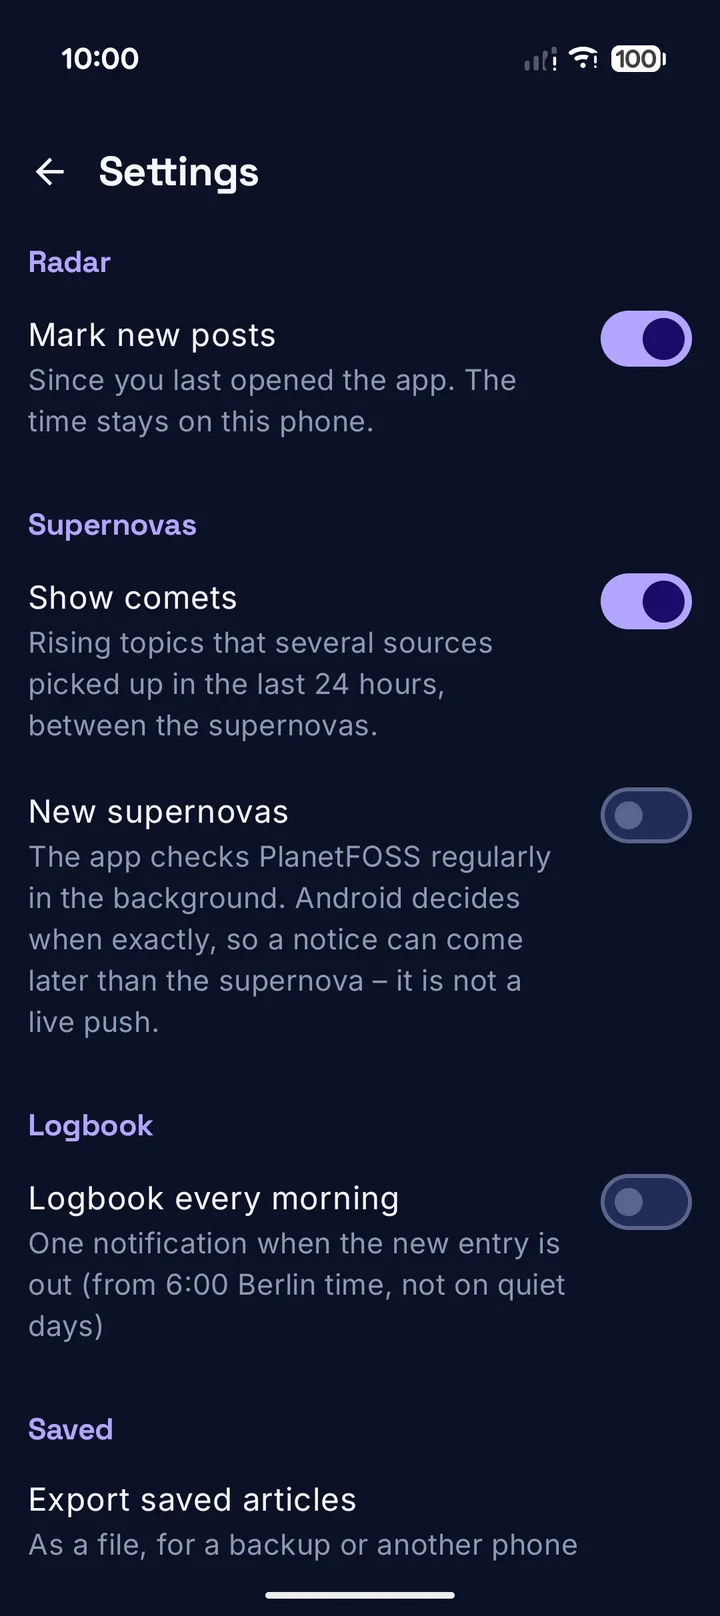 10:00
100
Settings
Radar
Mark new posts
Since you last opened the app. The
time stays on this phone.
Supernovas
Show comets
Rising topics that several sources
picked up in the last 24 hours,
between the supernovas.
New supernovas
The app checks PlanetFOSS regularly
in the background. Android decides
when exactly, so a notice can come
later than the supernova – it is not a
live push.
Logbook
Logbook every morning
One notification when the new entry is
out (from 6:00 Berlin time, not on quiet
days)
Saved
Export saved articles
As a file, for a backup or another phone